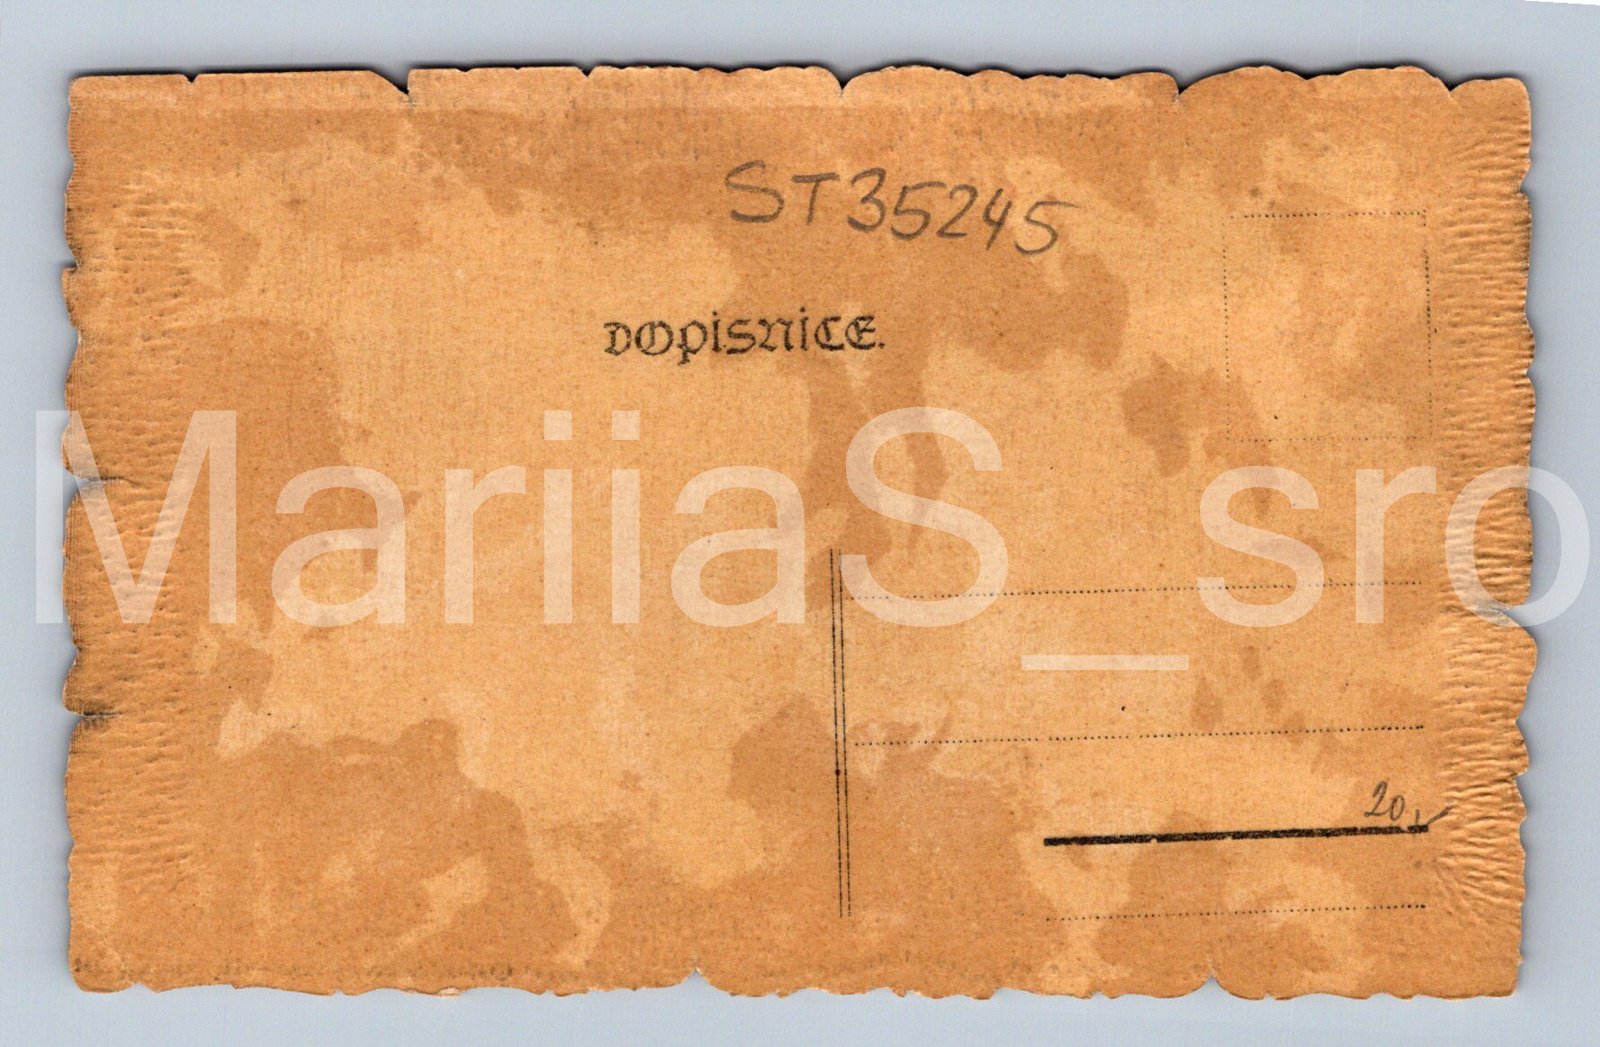 ST35245
DOPISNICE.
MariiaS_sro
20,-